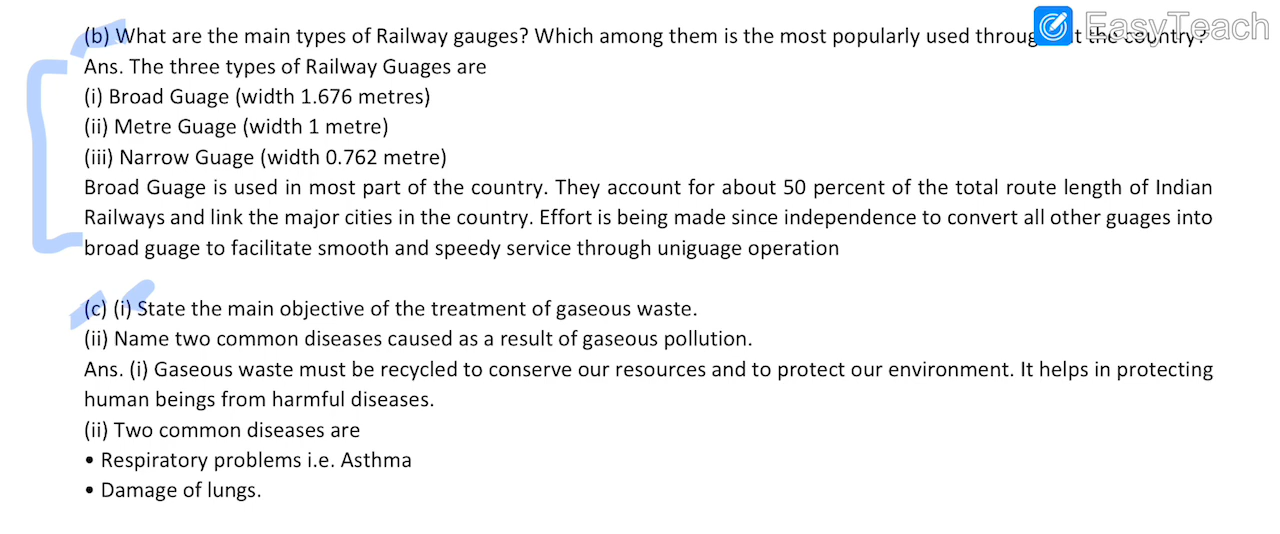 (b) What are the main types of Railway gauges? Which among them is the most popularly used throug t the country?
EasyTeach
Ans. The three types of Railway Guages are
(i) Broad Guage (width 1.676 metres)
(ii) Metre Guage (width 1 metre)
(iii) Narrow Guage (width 0.762 metre)
Broad Guage is used in most part of the country. They account for about 50 percent of the total route length of Indian
Railways and link the major cities in the country. Effort is being made since independence to convert all other guages into
broad guage to facilitate smooth and speedy service through uniguage operation
(c) (i) State the main objective of the treatment of gaseous waste.
(ii) Name two common diseases caused as a result of gaseous pollution.
Ans. (i) Gaseous waste must be recycled to conserve our resources and to protect our environment. It helps in protecting
human beings from harmful diseases.
(ii) Two common diseases are
• Respiratory problems i.e. Asthma
• Damage of lungs.